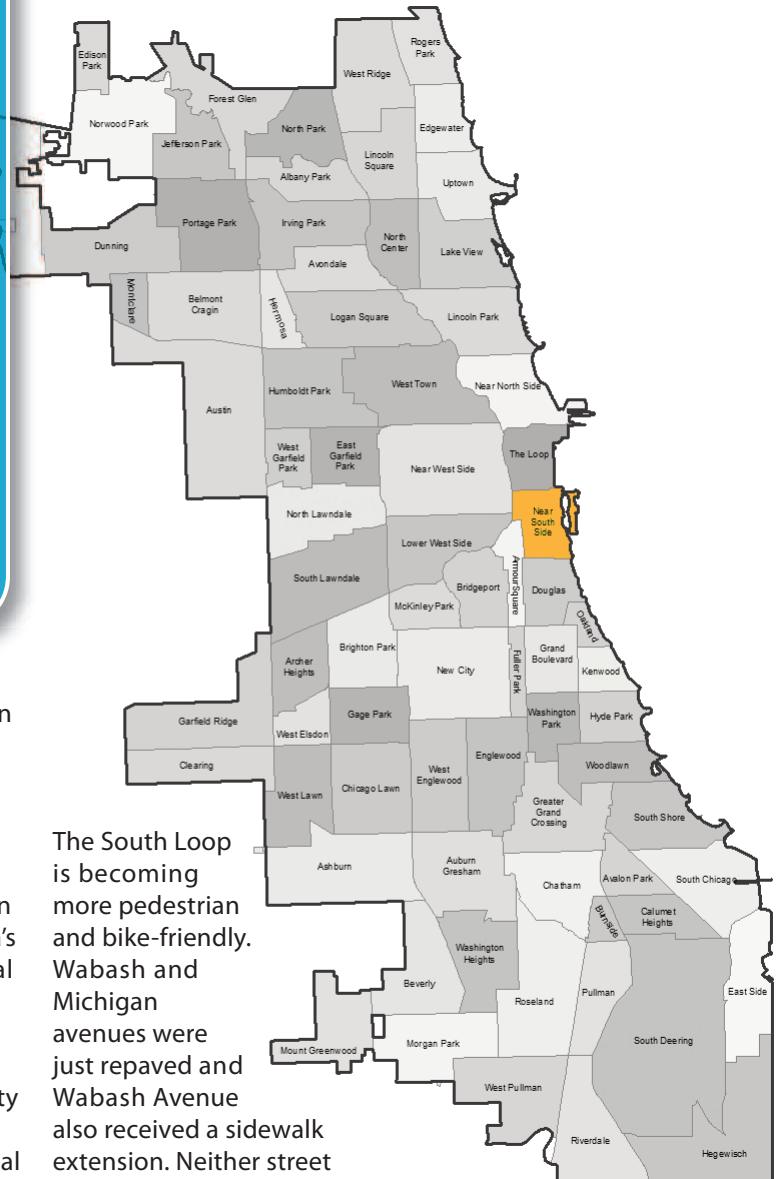 Rogers
Park
Edison
Park
West Ridge
Forest Glen
Norwood Park
North Park
Edgewater
Jefferson Park
Lincoln
Square
Albany Park
Uptown
Portage Park
Irving Park
North
Center
Dunning
Lake View
Avondale
Montclare
Belmont
Cragin
Hermosa
Logan Square
Lincoln Park
Humboldt Park
West Town
Near North Side
Austin
West
Garfield
Park
East
Garfield
Park
Near West Side
The Loop
North Lawndale
Near
South
Side
Lower West Side
South Lawndale
Bridgeport
Armour Square
Douglas
McKinley Park
Oakland
Archer
Heights
Brighton Park
New City
Fuller Park
Grand
Boulevard
Kenwood
Garfield Ridge
West Elsdon
Gage Park
Washington
Park
Hyde Park
Clearing
West Lawn
Chicago Lawn
West
Englewood
Englewood
Woodlawn
Greater
Grand
Crossing
South Shore
Ashburn
Auburn
Gresham
Chatham
Avalon Park
South Chicago
Burnside
Calumet
Heights
Washington
Heights
Beverly
Roseland
Pullman
East Side
South Deering
Mount Greenwood
Morgan Park
West Pullman
Riverdale
Hegewisch
n
n
's
al
ty
al
The South Loop
is becoming
more pedestrian
and bike-friendly.
Wabash and
Michigan
avenues were
just repaved and
Wabash Avenue
also received a sidewalk
extension. Neither street